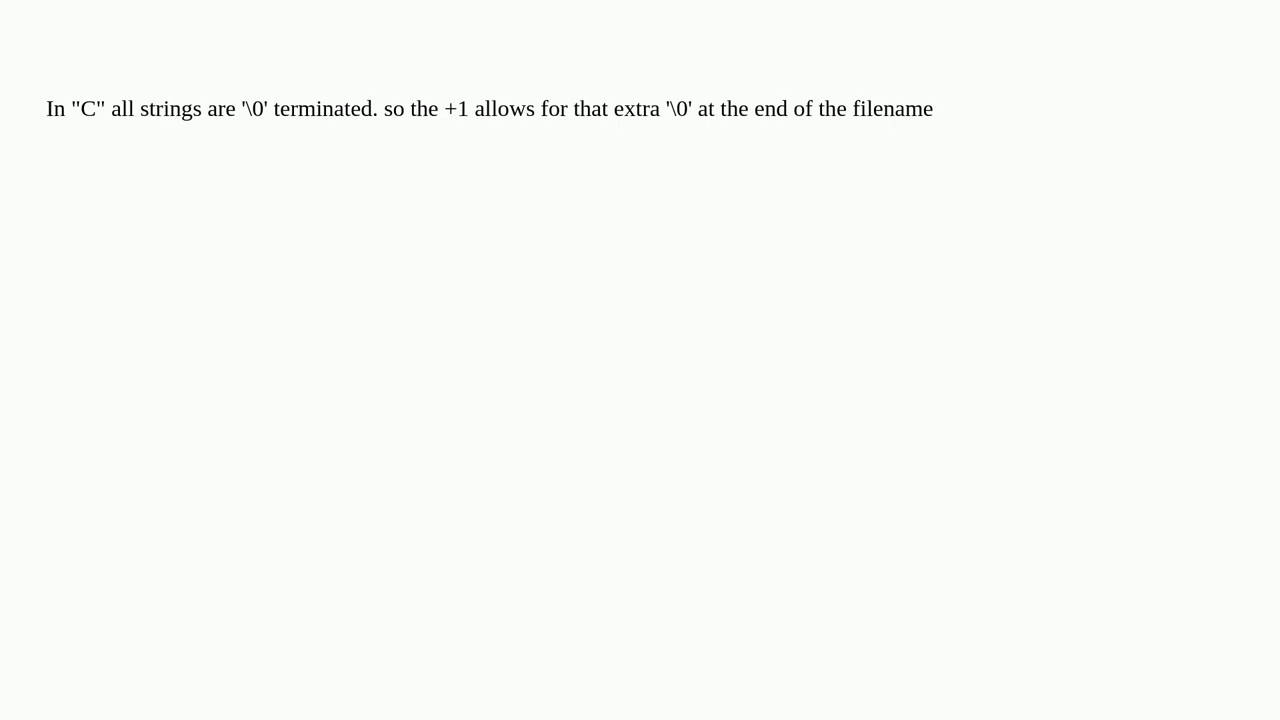 In "C" all strings are '\0' terminated. so the +1 allows for that extra '\0' at the end of the filename